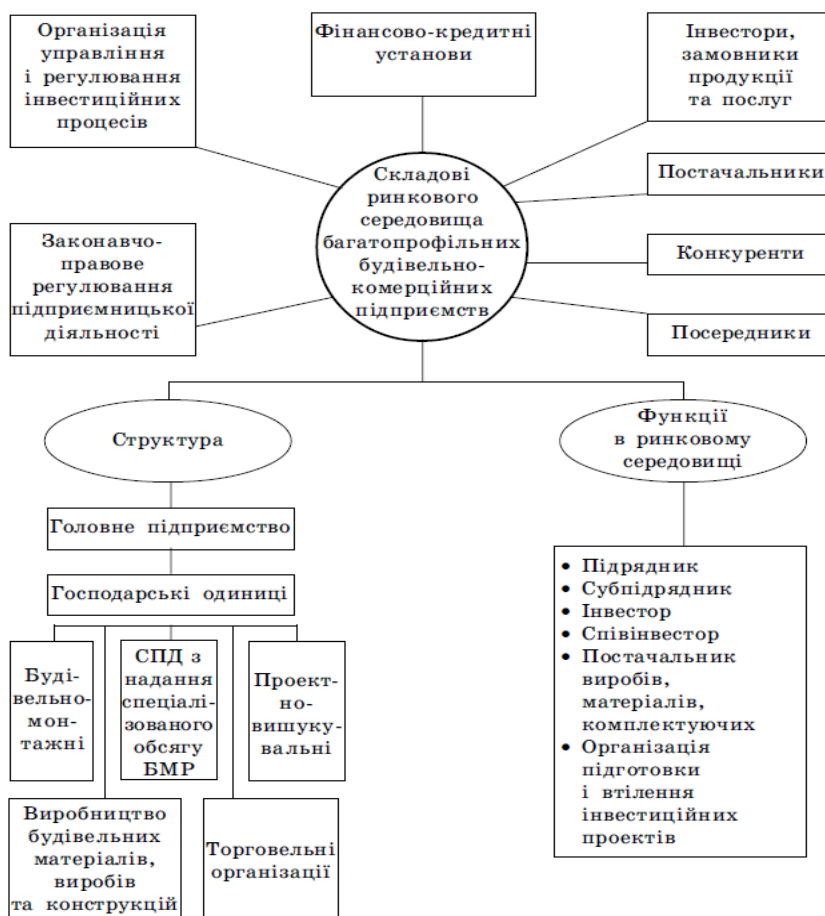 Організація
управління
і регулювання
інвестиційних
процесів
Фінансово-кредитні
установи
Інвестори,
замовники
продукції
та послуг
Складові
ринкового
середовища
багатопрофільних
будівельно-
комерційних
підприємств
Постачальники
Законавчо-
правове
регулювання
підприємницької
діяльності
Конкуренти
Посередники
Структура
Функції
в ринковому
середовищі
Головне підприємство
Господарські одиниці
Буді-
вельно-
мон-
тажні
СПД з
надання
спеціалі-
зованого
обсягу
БМР
Проект-
но-
вишуку-
вальні
Виробництво
будівельних
матеріалів,
виробів
та конструкцій
Торговельні
організації
• Підрядник
• Субпідрядник
• Інвестор
• Співінвестор
• Постачальник
виробів,
матеріалів,
комплектуючих
• Організація
підготовки
і втілення
інвестиційних
проектів